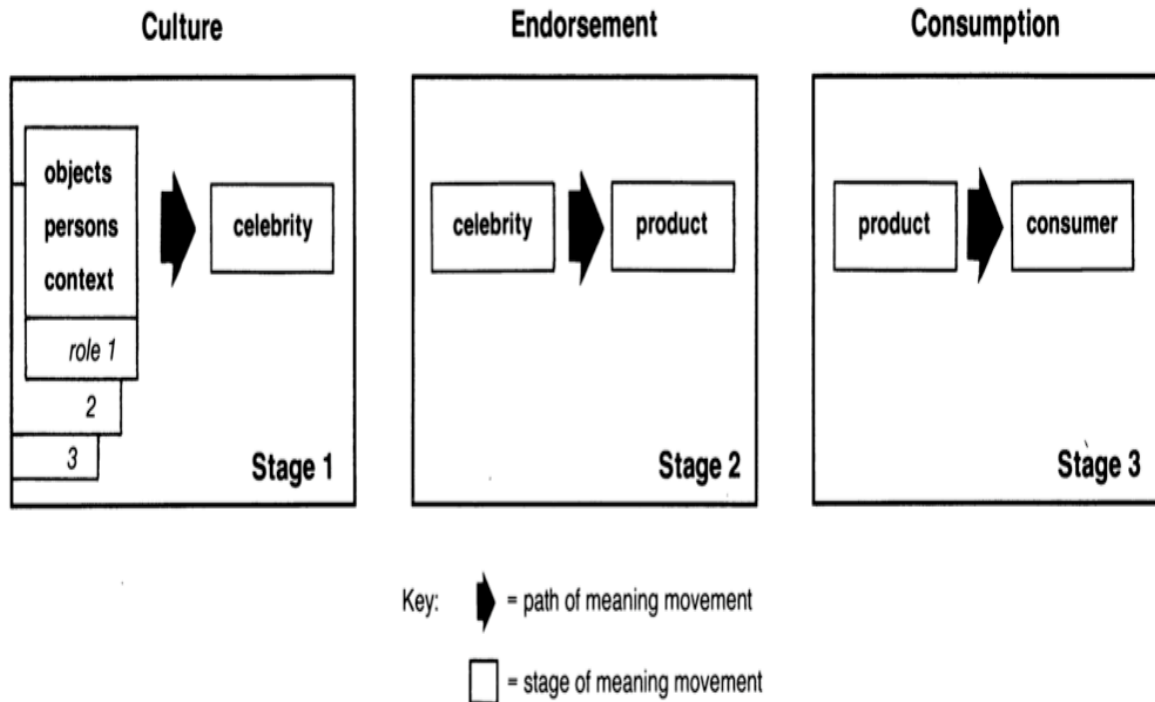 Culture
Endorsement
Consumption
objects
persons
context
role 1
2
3
celebrity
Stage 1
celebrity
product
Stage 2
product
consumer
Stage 3
Key:
= path of meaning movement
= stage of meaning movement